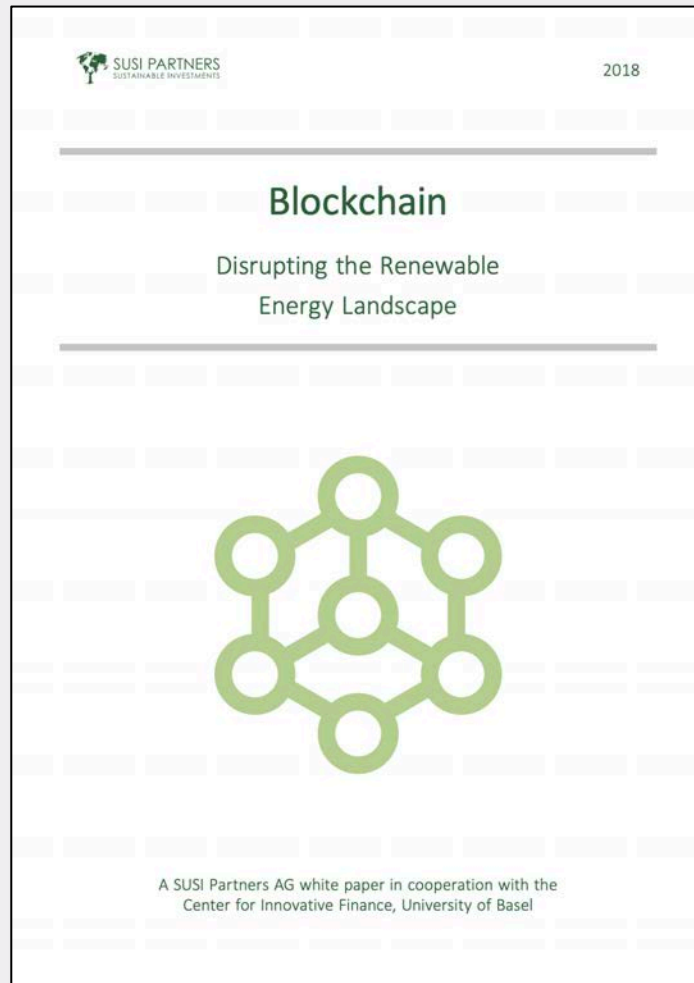 SUSI PARTNERS
SUSTAINABLE INVESTMENTS
2018
Blockchain
Disrupting the Renewable
Energy Landscape
A SUSI Partners AG white paper in cooperation with the
Center for Innovative Finance, University of Basel